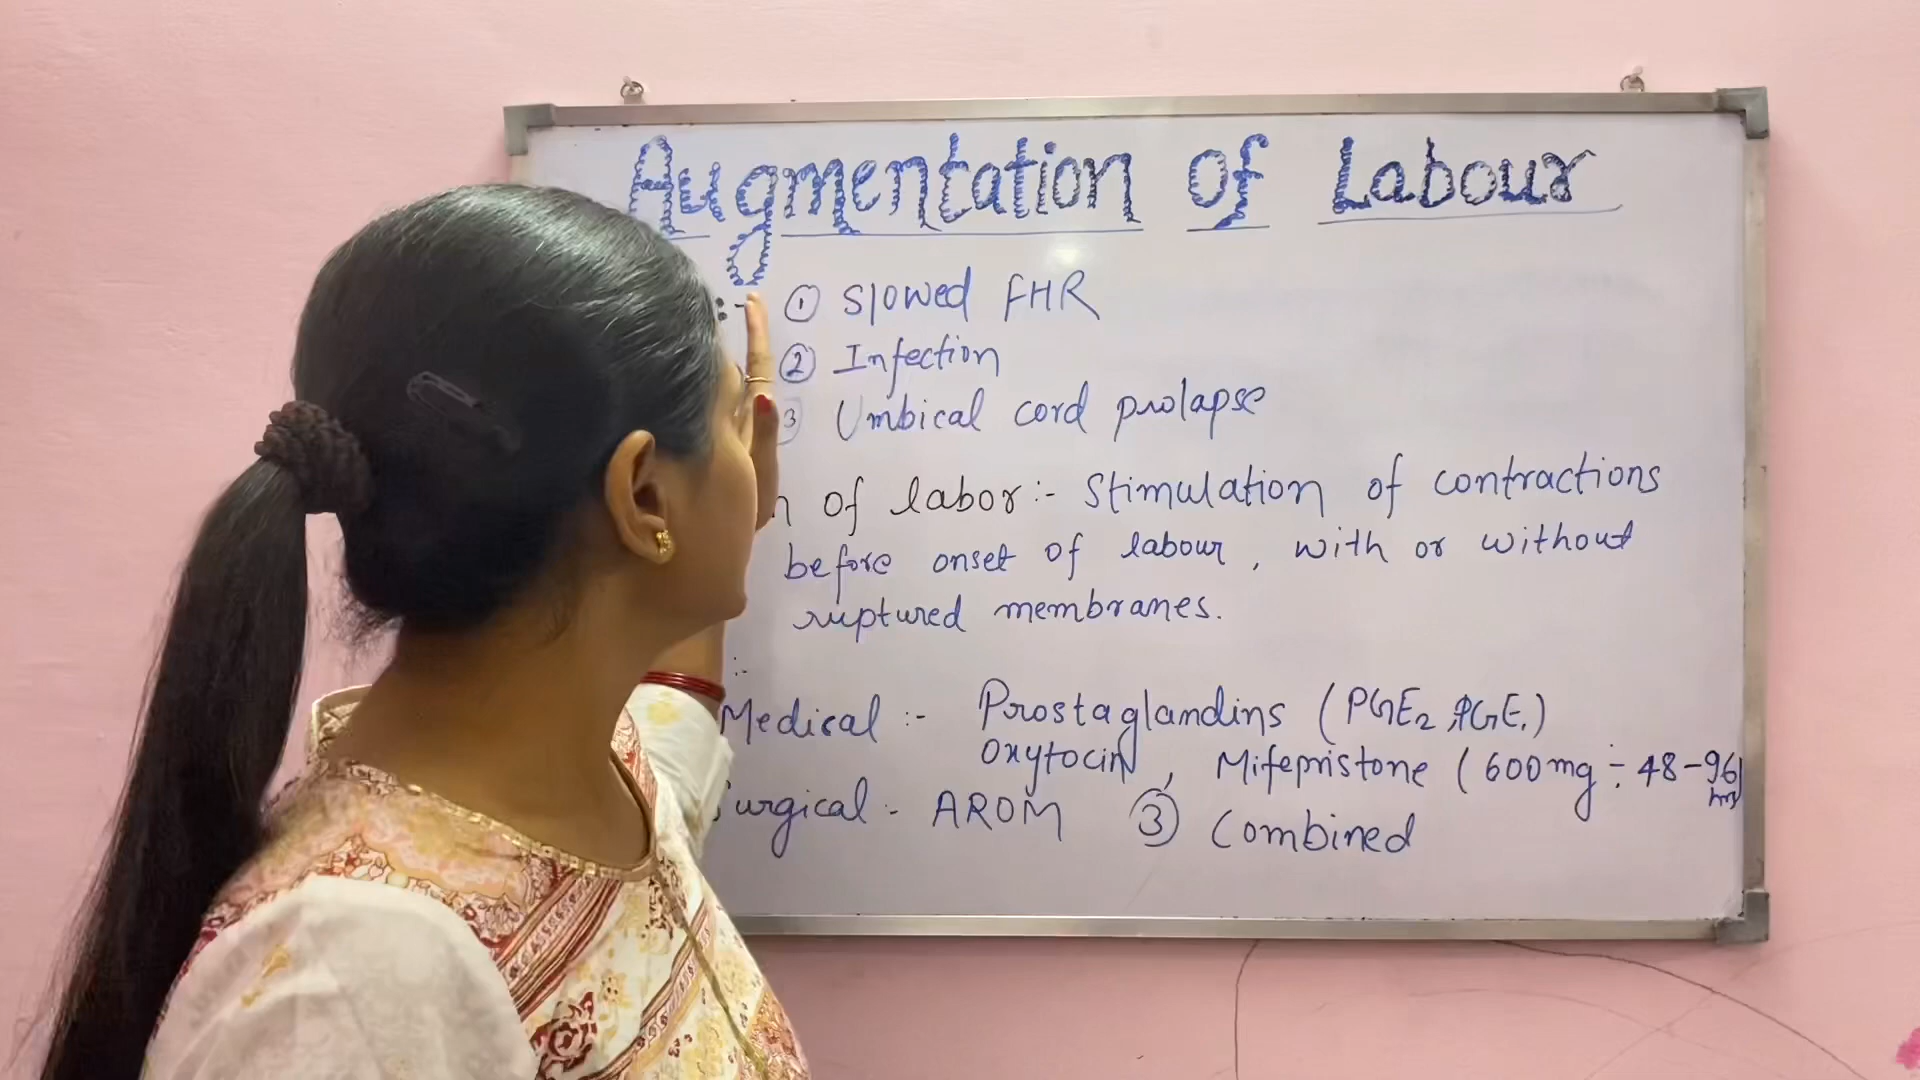 Augmentation of Labour
:- ① Slowed FHR
② Infection
③ Umbical cord prolapse
n of labor :- Stimulation of contractions
before onset of labour, with or without
ruptured membranes.
:-
Medical :- Prostaglandins (PGE2, PGE1)
Oxytocin, Mifepristone (600mg ÷ 48-96 hrs)
Surgical - AROM ③ Combined